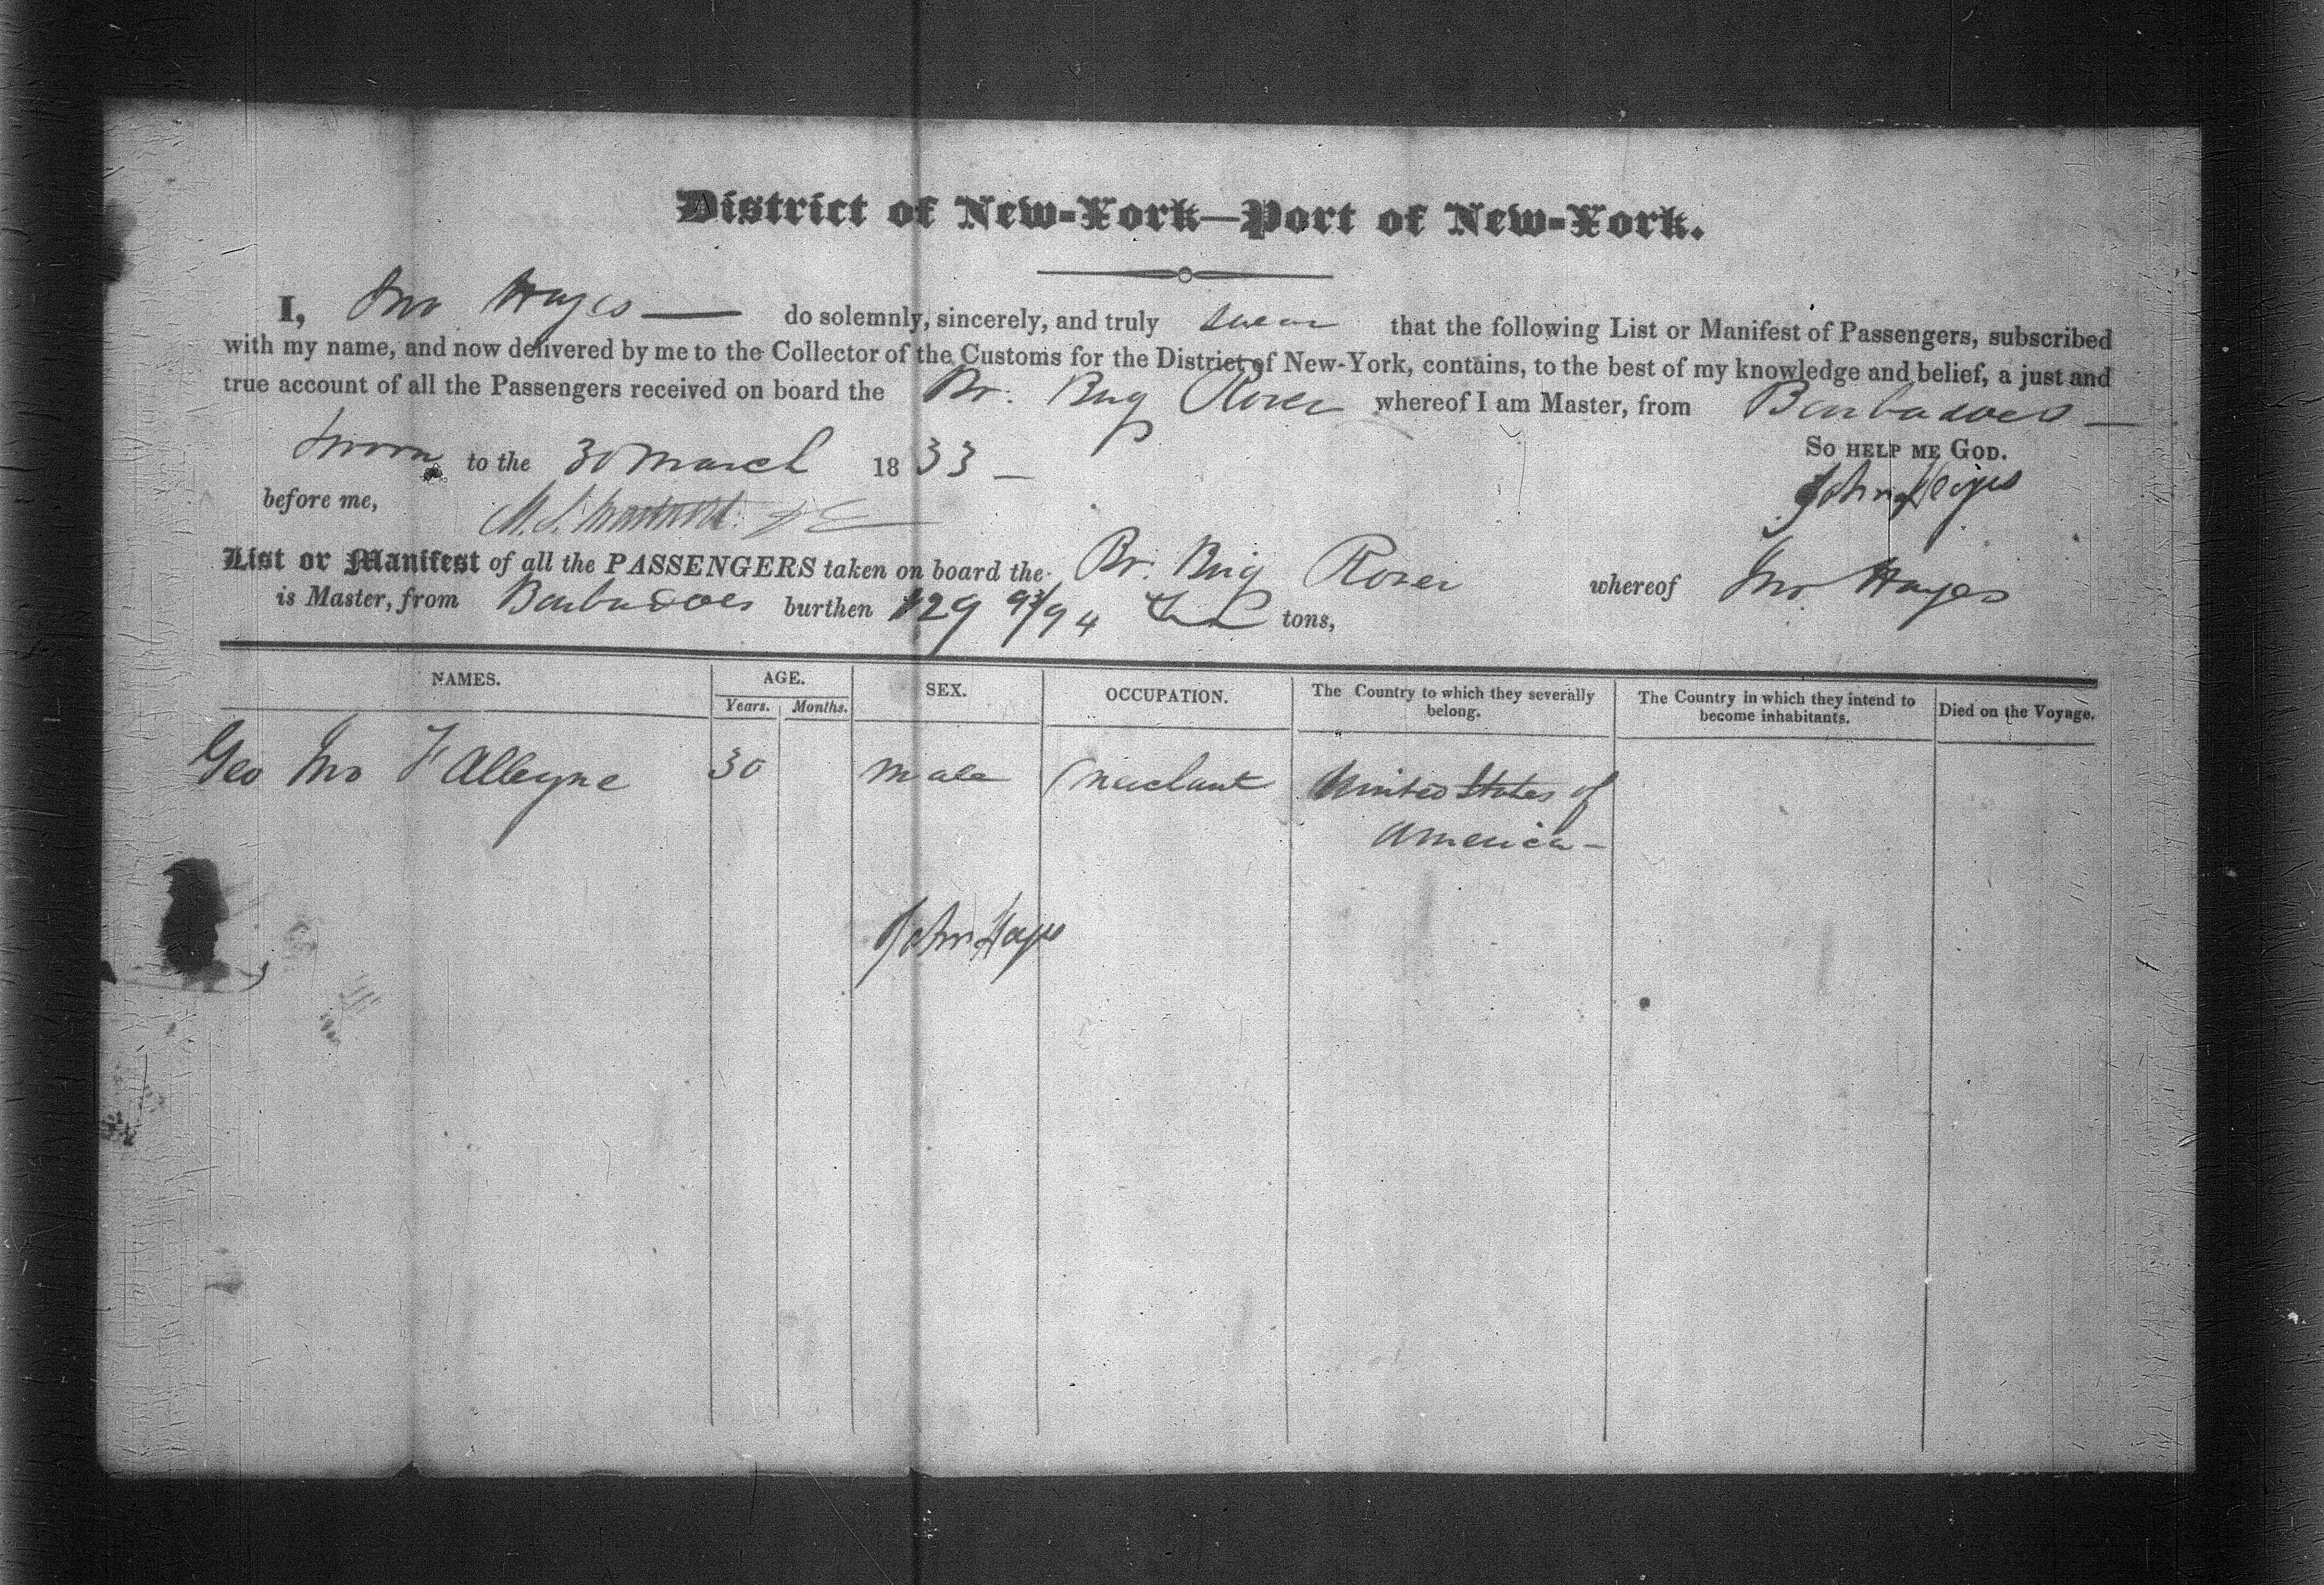 District of New-York—Port of New-York.
I, Jno Hayes — do solemnly, sincerely, and truly swear that the following List or Manifest of Passengers, subscribed
with my name, and now delivered by me to the Collector of the Customs for the District of New-York, contains, to the best of my knowledge and belief, a just and
true account of all the Passengers received on board the Br. Brig Rover whereof I am Master, from Barbadoes —
So help me God.
Sworn to the 30 March 1833 —
John Hayes
before me,
List or Manifest of all the PASSENGERS taken on board the Br. Brig Rover whereof Jno. Hayes
is Master, from Barbadoes burthen 129 93/94 tons,
NAMES. AGE. SEX. OCCUPATION. The Country to which they severally belong. The Country in which they intend to become inhabitants. Died on the Voyage.
Years. Months.
Geo Jno F Alleyne 30 male Merchant United States of
America —
John Hayes